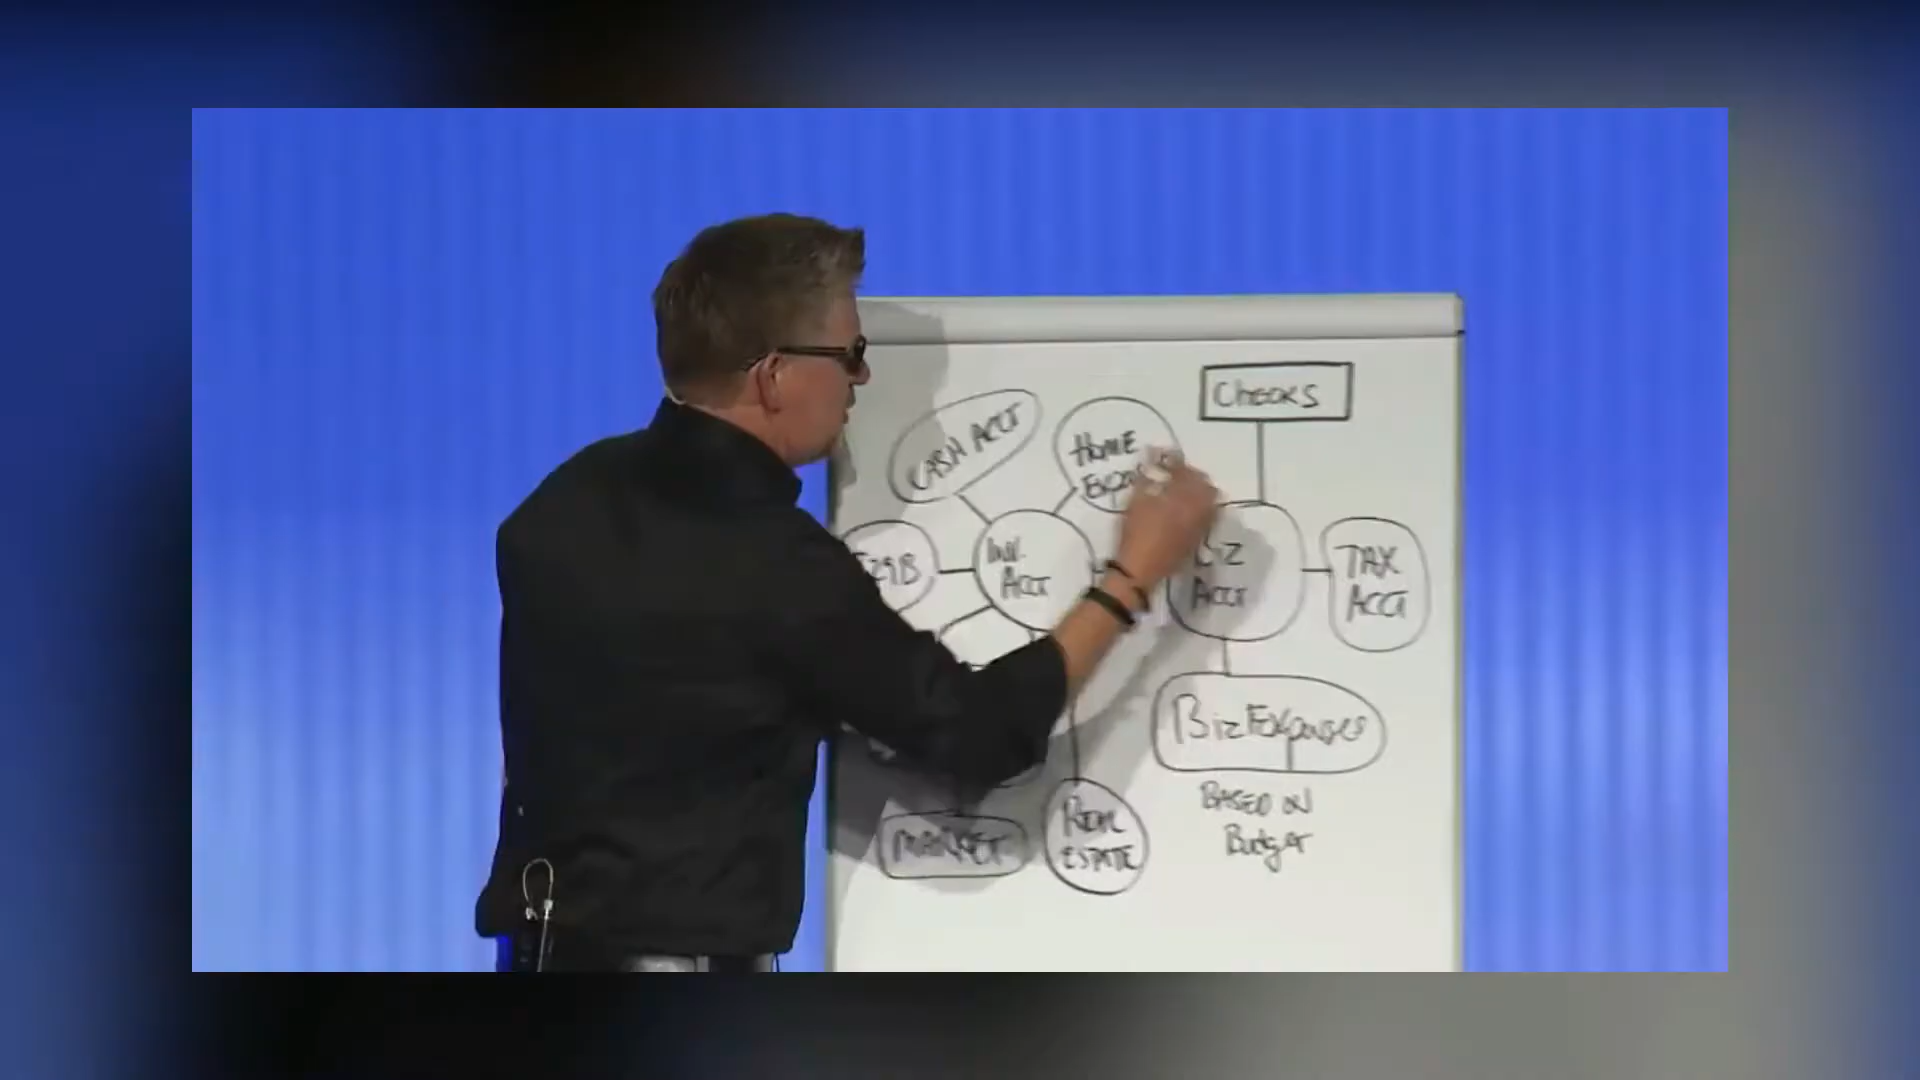 Checks
CASH ACCT
HOME
Inv.
ACCT
Biz
ACCT
TAX
ACCT
Biz Expenses
BASED ON
Budget
MARKET
REAL
ESTATE